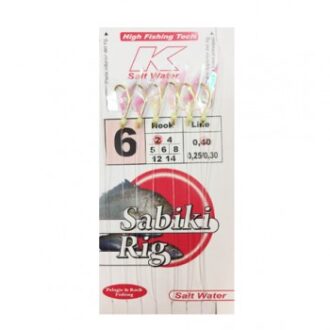 High Fishing Tech
K
Salt Water
6
Hook Line
2 4 0,40
5 6 8 0,25/0,30
12 14
Sabiki
Rig
Pelagic & Rock
Fishing
Salt Water